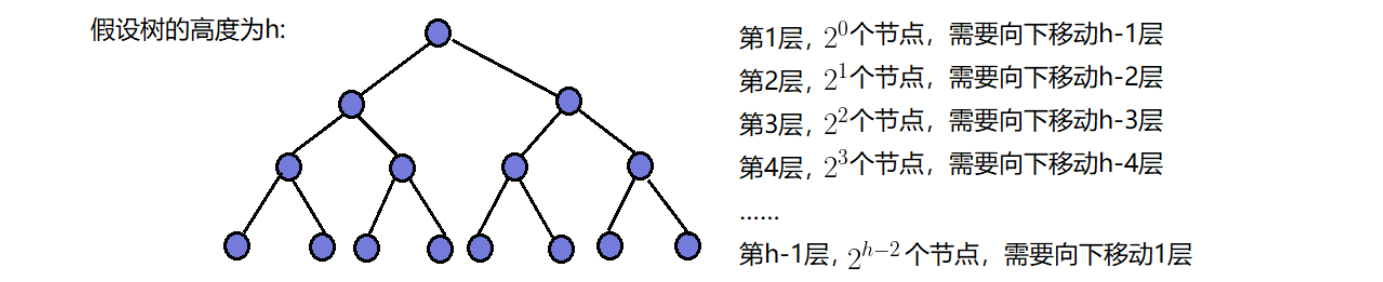 假设树的高度为h:
第1层，2^0个节点，需要向下移动h-1层
第2层，2^1个节点，需要向下移动h-2层
第3层，2^2个节点，需要向下移动h-3层
第4层，2^3个节点，需要向下移动h-4层
......
第h-1层，2^{h-2}个节点，需要向下移动1层